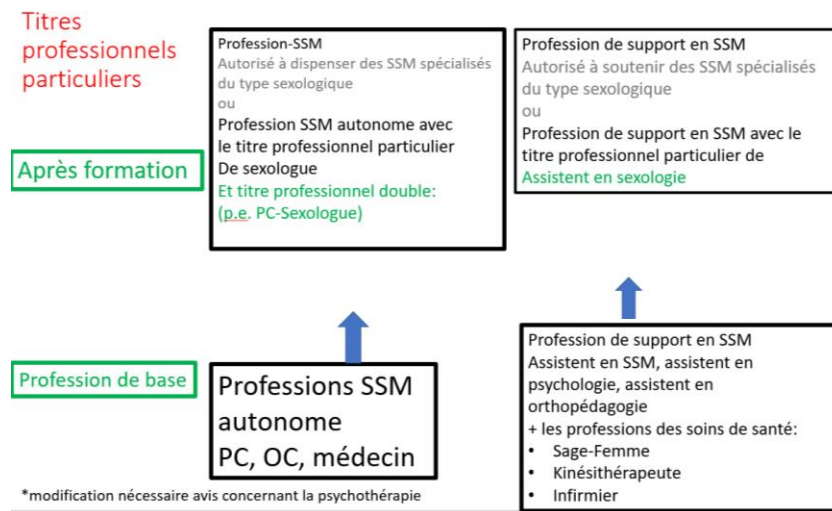 Titres
professionnels
particuliers
Profession-SSM
Autorisé à dispenser des SSM spécialisés
du type sexologique
ou
Profession SSM autonome avec
le titre professionnel particulier
De sexologue
Et titre professionnel double:
(p.e. PC-Sexologue)
Profession de support en SSM
Autorisé à soutenir des SSM spécialisés
du type sexologique
ou
Profession de support en SSM avec le
titre professionnel particulier de
Assistent en sexologie
Après formation
Profession de base
Professions SSM
autonome
PC, OC, médecin
Profession de support en SSM
Assistent en SSM, assistent en
psychologie, assistent en
orthopédagogie
+ les professions des soins de santé:
• Sage-Femme
• Kinésithérapeute
• Infirmier
*modification nécessaire avis concernant la psychothérapie